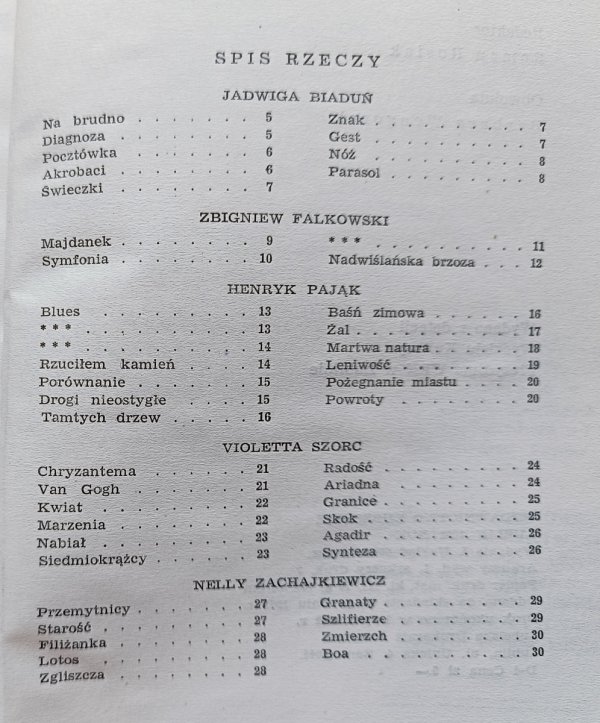 SPIS RZECZY
JADWIGA BIADUŃ
Na brudno . . . . . . . 5
Diagnoza . . . . . . . 5
Pocztówka . . . . . . . 6
Akrobaci . . . . . . . 6
Świeczki . . . . . . . 7
Znak . . . . . . . . . 7
Gest . . . . . . . . . 7
Nóż . . . . . . . . . 8
Parasol . . . . . . . . 8
ZBIGNIEW FALKOWSKI
Majdanek . . . . . . . 9
Symfonia . . . . . . . 10
* * * . . . . . . . . 11
Nadwiślańska brzoza . . . 12
HENRYK PAJĄK
Blues . . . . . . . . 13
* * * . . . . . . . . 13
* * * . . . . . . . . 14
Rzuciłem kamień . . . . 14
Porównanie . . . . . . 15
Drogi nieostygłe . . . . . 15
Tamtych drzew . . . . . 16
Baśń zimowa . . . . . . 16
Żal . . . . . . . . . 17
Martwa natura . . . . . . 18
Leniwość . . . . . . . 19
Pożegnanie miastu . . . . 20
Powroty . . . . . . . . 20
VIOLETTA SZORC
Chryzantema . . . . . . 21
Van Gogh . . . . . . . 21
Kwiat . . . . . . . . 22
Marzenia . . . . . . . 22
Nabiał . . . . . . . . 23
Siedmiokrążcy . . . . . . 23
Radość . . . . . . . . 24
Ariadna . . . . . . . . 24
Granice . . . . . . . . 25
Skok . . . . . . . . . 25
Agadir . . . . . . . . 26
Synteza . . . . . . . . 26
NELLY ZACHAJKIEWICZ
Przemytnicy . . . . . . 27
Starość . . . . . . . . 27
Filiżanka . . . . . . . 28
Lotos . . . . . . . . 28
Zgliszcza . . . . . . . 28
Granaty . . . . . . . . 29
Szlifierze . . . . . . . 29
Zmierzch . . . . . . . 30
Boa . . . . . . . . . 30